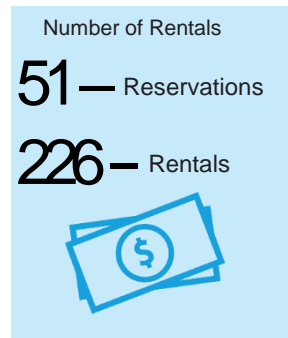 Number of Rentals
51 – Reservations
226 – Rentals
$